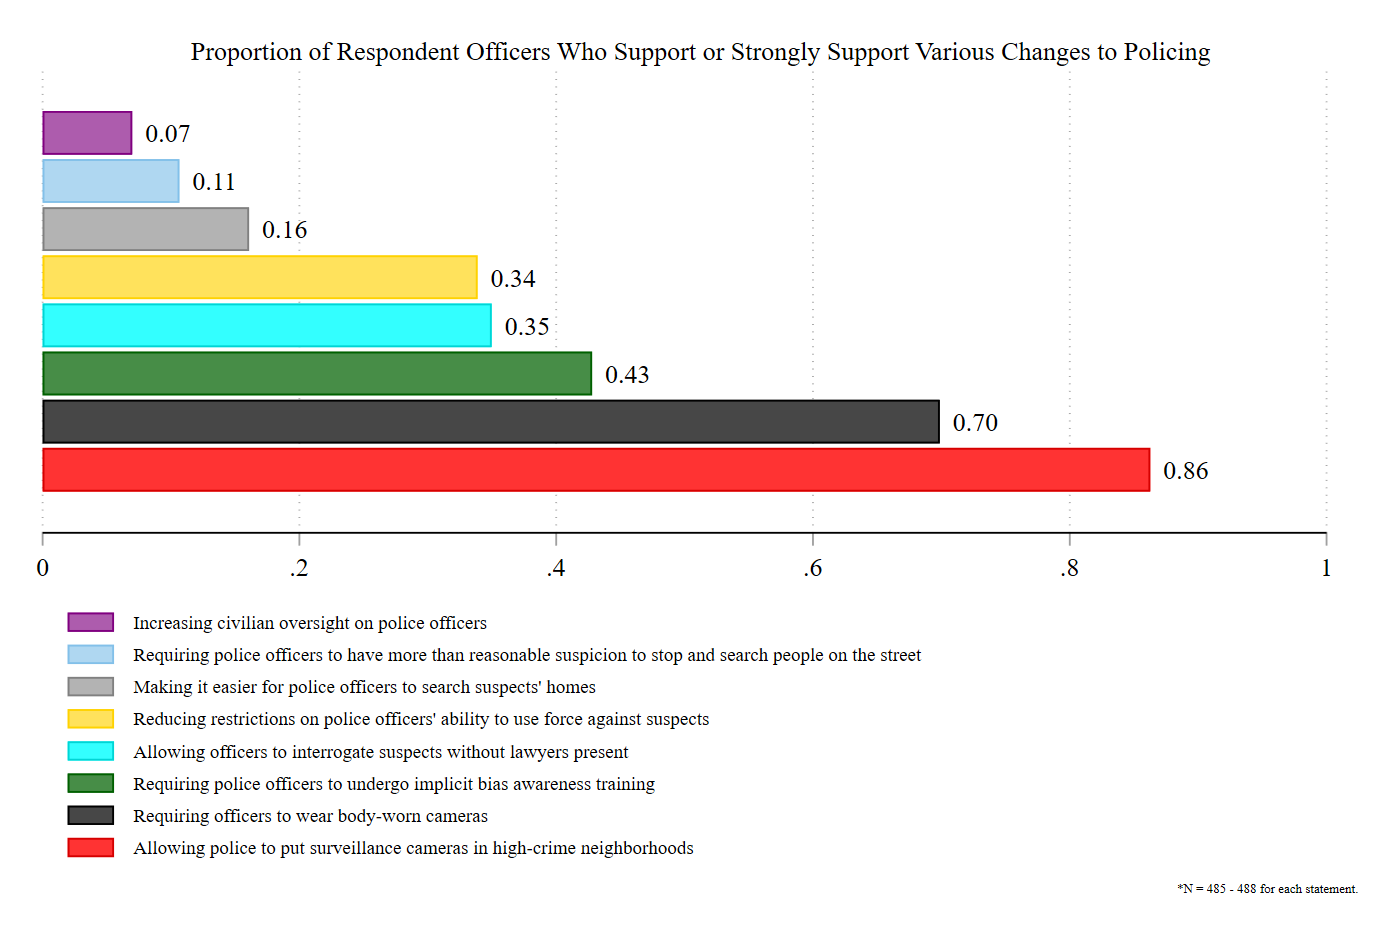 Proportion of Respondent Officers Who Support or Strongly Support Various Changes to Policing
0.07
0.11
0.16
0.34
0.35
0.43
0.70
0.86
0 .2 .4 .6 .8 1
Increasing civilian oversight on police officers
Requiring police officers to have more than reasonable suspicion to stop and search people on the street
Making it easier for police officers to search suspects' homes
Reducing restrictions on police officers' ability to use force against suspects
Allowing officers to interrogate suspects without lawyers present
Requiring police officers to undergo implicit bias awareness training
Requiring officers to wear body-worn cameras
Allowing police to put surveillance cameras in high-crime neighborhoods
*N = 485 - 488 for each statement.